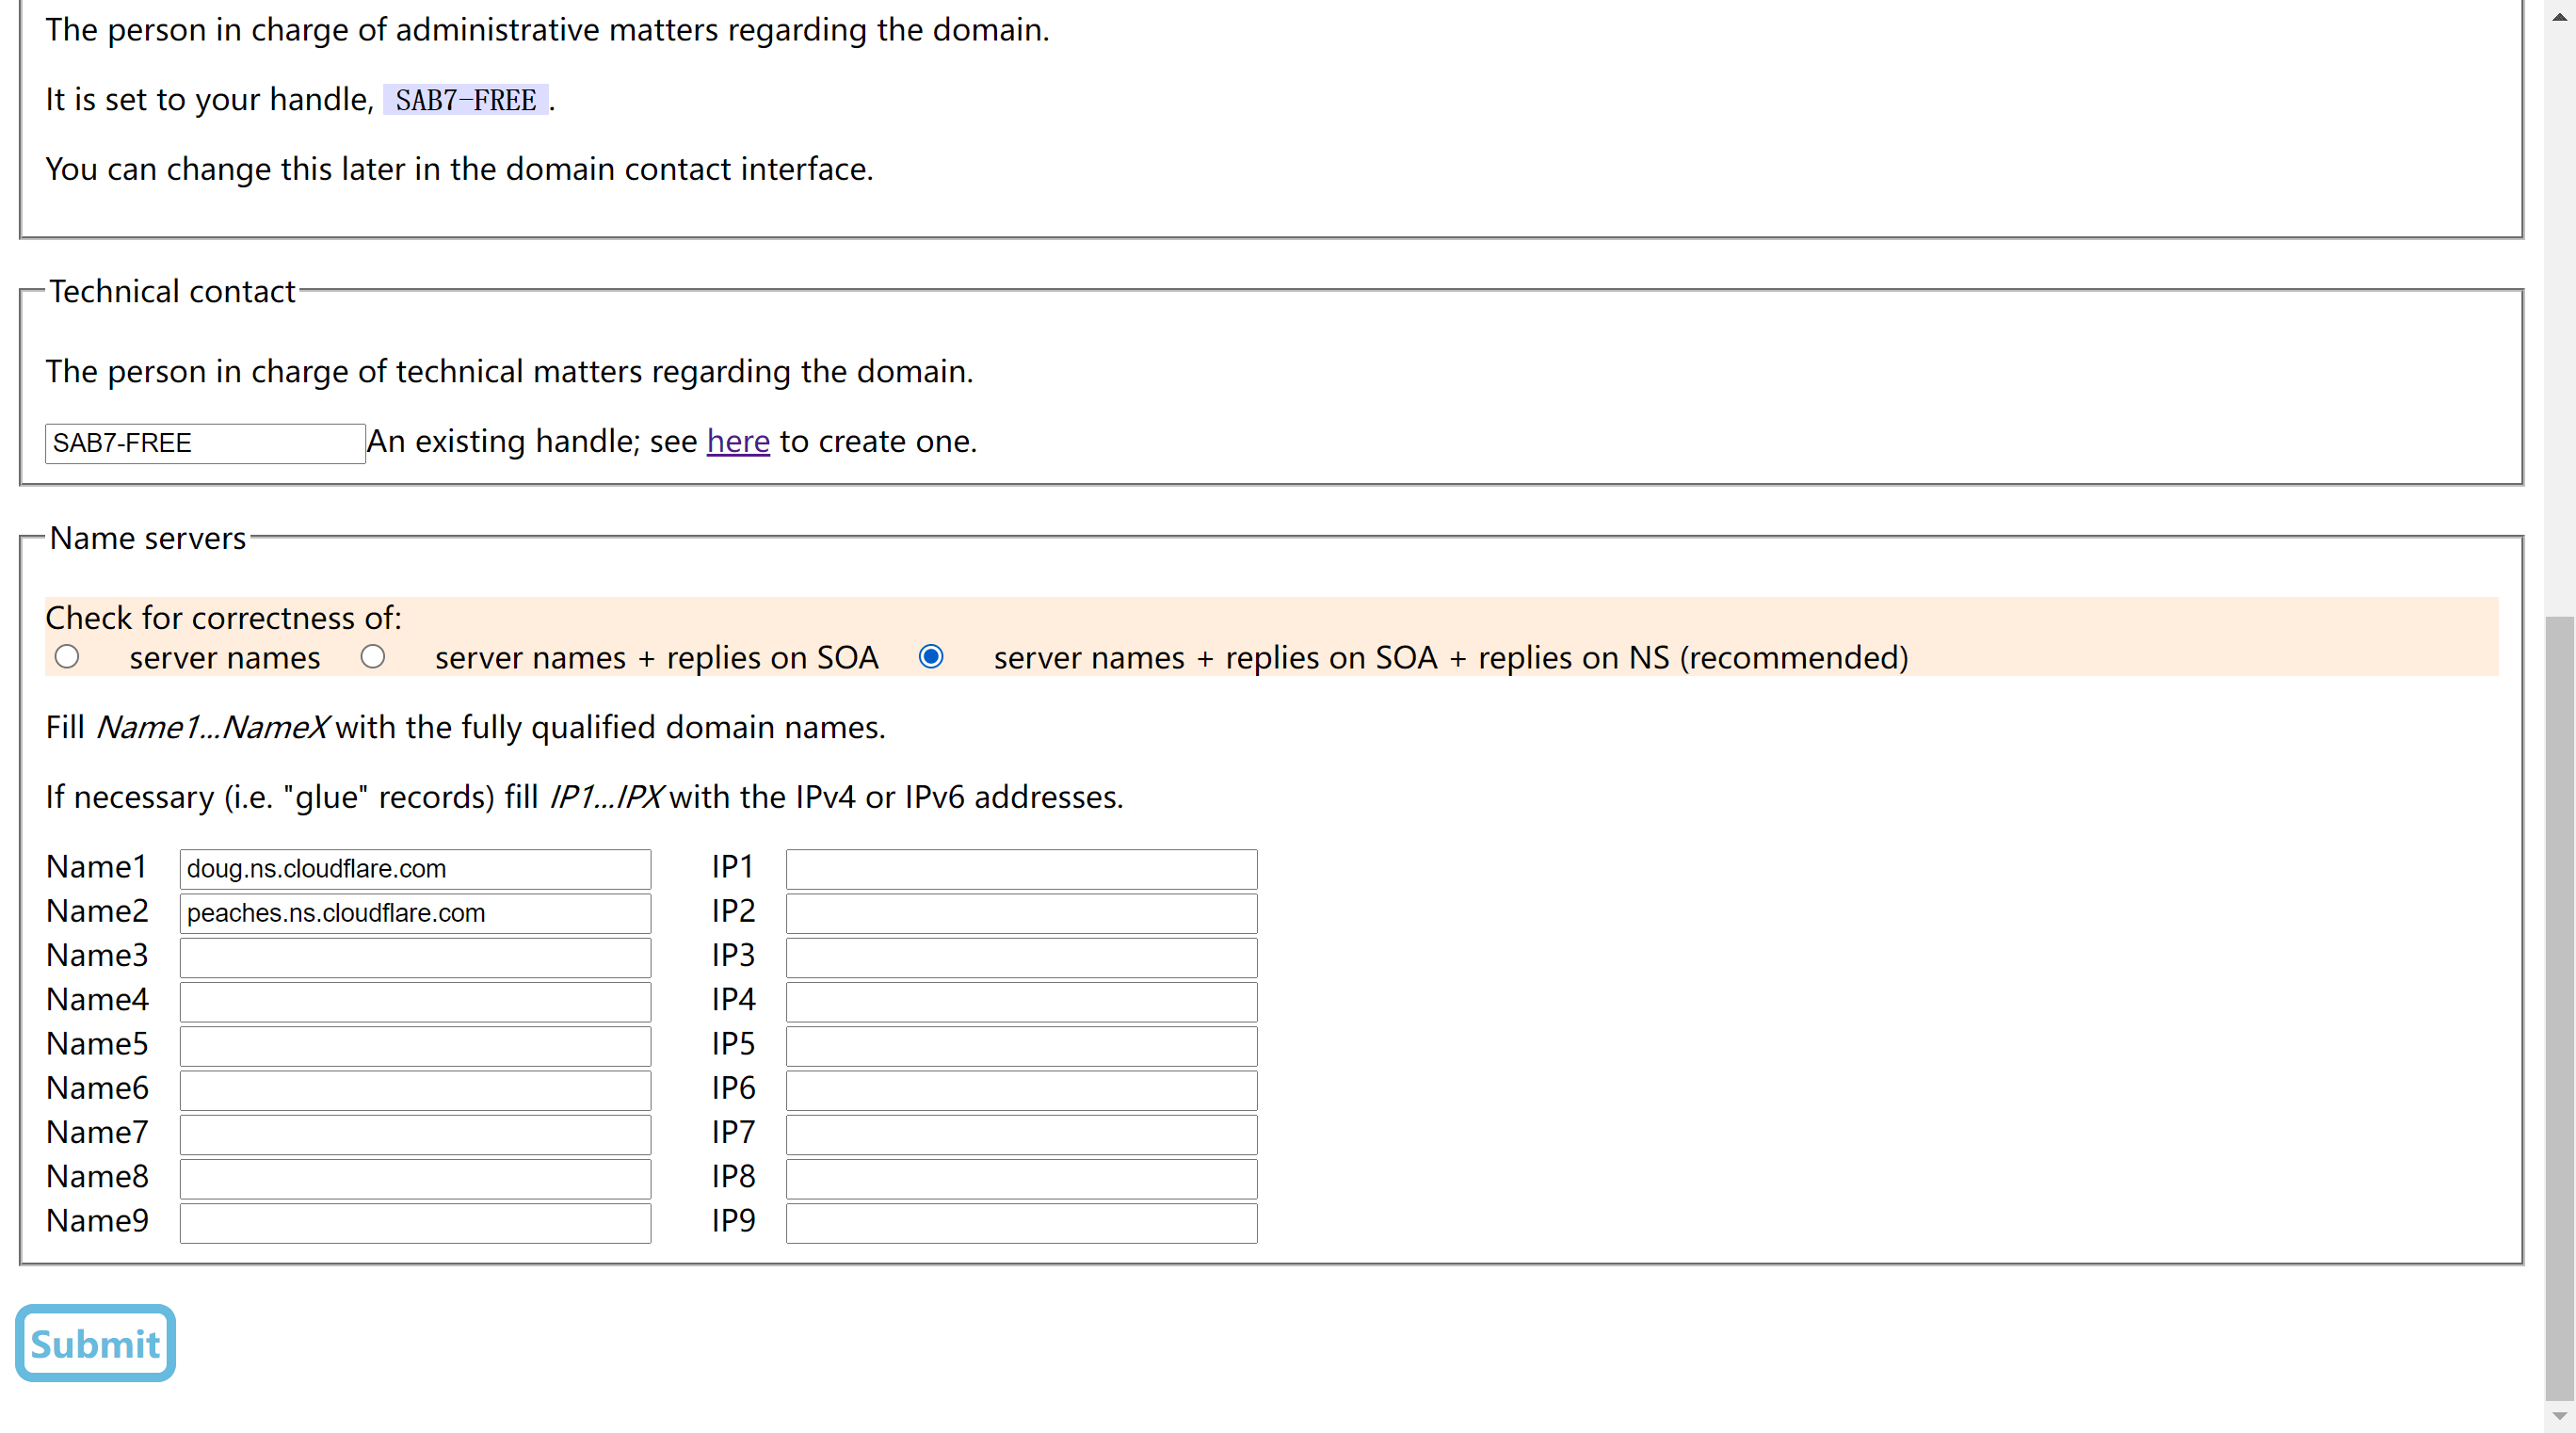 The person in charge of administrative matters regarding the domain.
It is set to your handle, SAB7-FREE .
You can change this later in the domain contact interface.
Technical contact
The person in charge of technical matters regarding the domain.
SAB7-FREE An existing handle; see here to create one.
Name servers
Check for correctness of:
server names server names + replies on SOA server names + replies on SOA + replies on NS (recommended)
Fill Name1...NameX with the fully qualified domain names.
If necessary (i.e. "glue" records) fill IP1...IPX with the IPv4 or IPv6 addresses.
Name1 doug.ns.cloudflare.com IP1
Name2 peaches.ns.cloudflare.com IP2
Name3 IP3
Name4 IP4
Name5 IP5
Name6 IP6
Name7 IP7
Name8 IP8
Name9 IP9
Submit